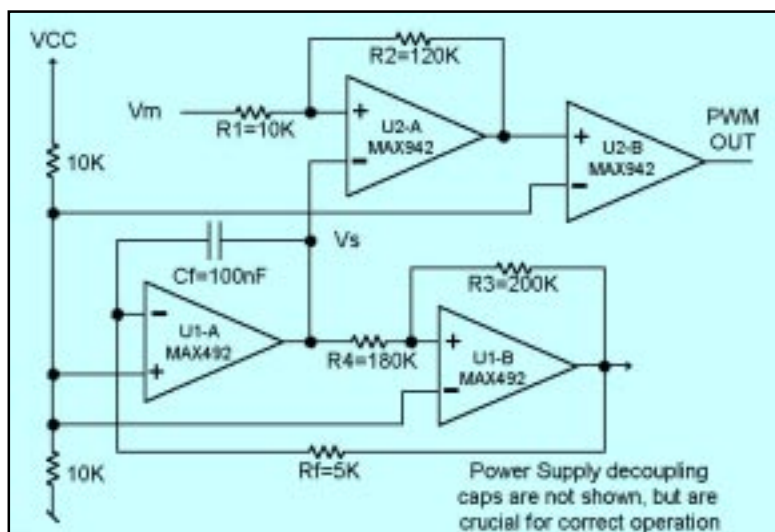 VCC
R2=120K
Vm
R1=10K
+
U2-A
MAX942
-
PWM
OUT
+
U2-B
MAX942
-
10K
Vs
Cf=100nF
R3=200K
-
U1-A
MAX492
+
R4=180K
+
U1-B
MAX492
-
10K
Rf=5K
Power Supply decoupling
caps are not shown, but are
crucial for correct operation